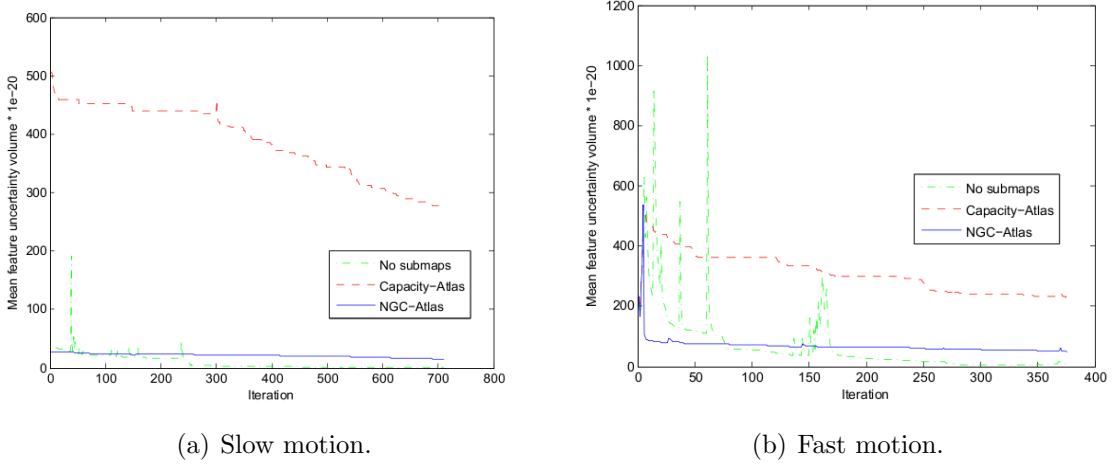 600
500
400
300
200
100
0
0 100 200 300 400 500 600 700 800
Mean feature uncertainty volume * 1e-20
Iteration
No submaps
Capacity-Atlas
NGC-Atlas
(a) Slow motion.
1200
1000
800
600
400
200
0
0 50 100 150 200 250 300 350 400
Mean feature uncertainty volume * 1e-20
Iteration
No submaps
Capacity-Atlas
NGC-Atlas
(b) Fast motion.